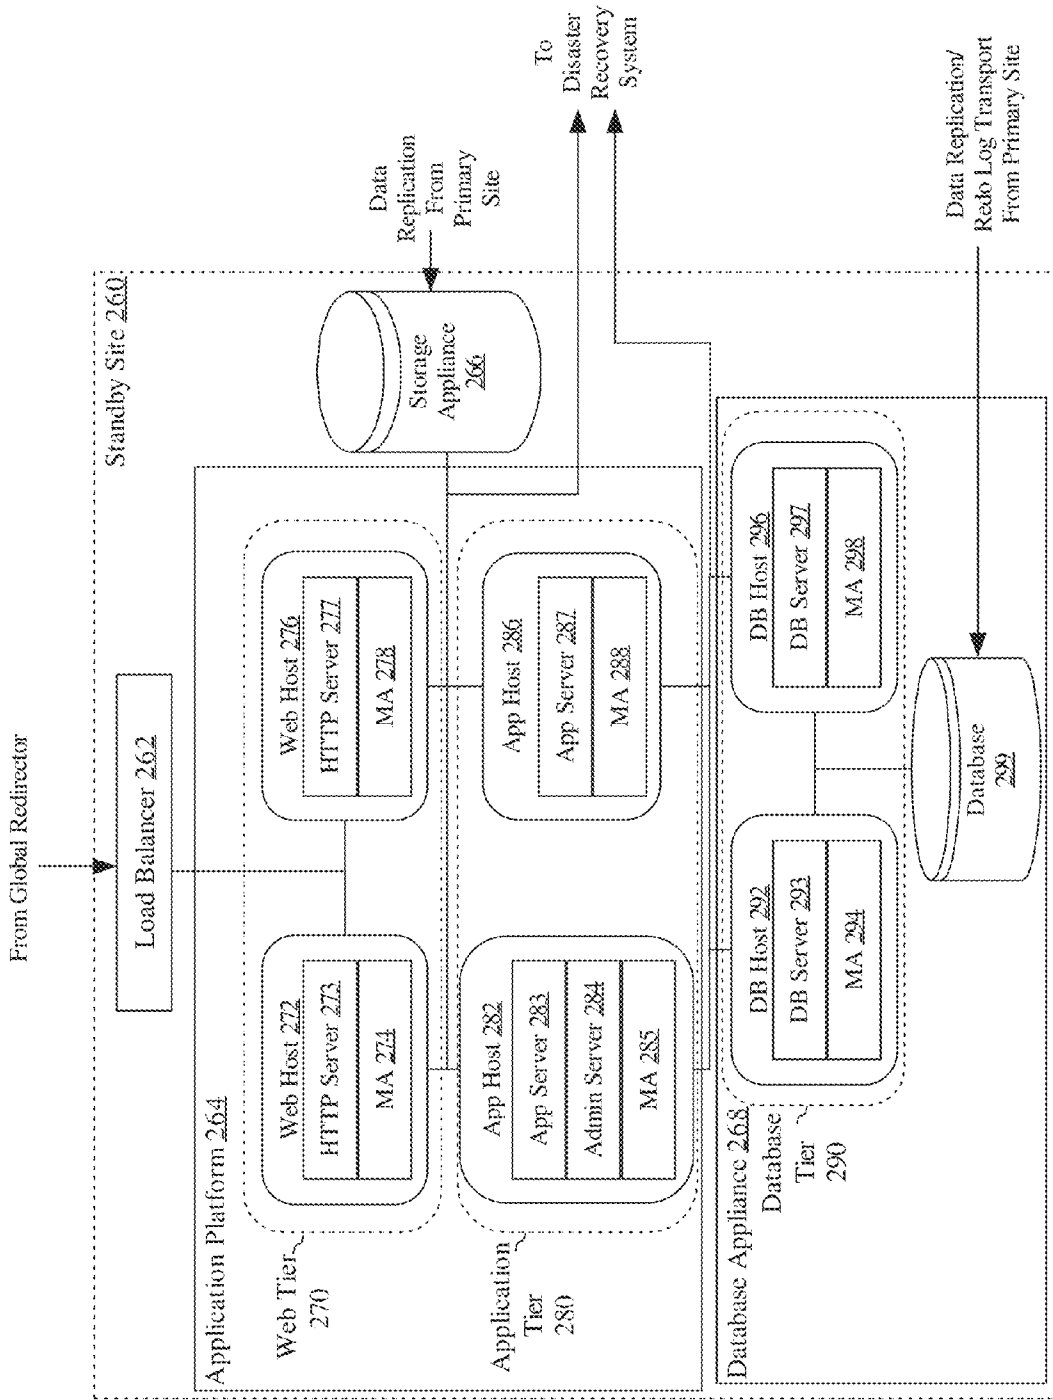 From Global Redirector
Standby Site 260
Load Balancer 262
Application Platform 264
Web Tier
270
Web Host 272
HTTP Server 273
MA 274
Web Host 276
HTTP Server 277
MA 278
Data
Replication
From
Primary
Site
Storage
Appliance
266
To
Disaster
Recovery
System
Application
Tier
280
App Host 282
App Server 283
Admin Server 284
MA 285
App Host 286
App Server 287
MA 288
Database Appliance 268
Database
Tier
290
DB Host 292
DB Server 293
MA 294
DB Host 296
DB Server 297
MA 298
Database
299
Data Replication/
Redo Log Transport
From Primary Site